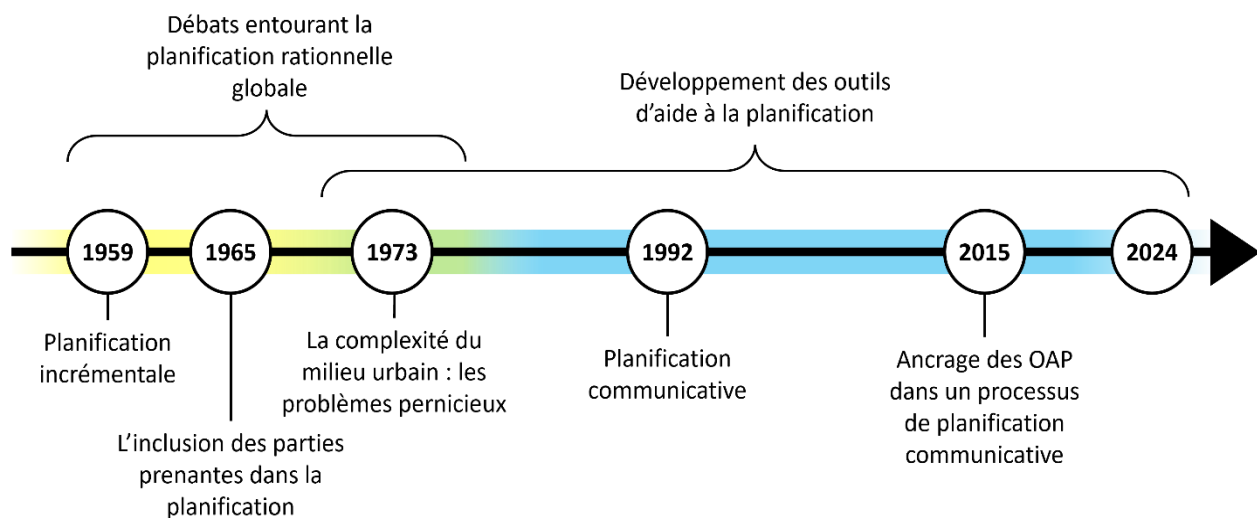 Débats entourant la
planification rationnelle
globale
Développement des outils
d’aide à la planification
1959
1965
1973
1992
2015
2024
Planification
incrémentale
L’inclusion des parties
prenantes dans la
planification
La complexité du
milieu urbain : les
problèmes pernicieux
Planification
communicative
Ancrage des OAP
dans un processus
de planification
communicative